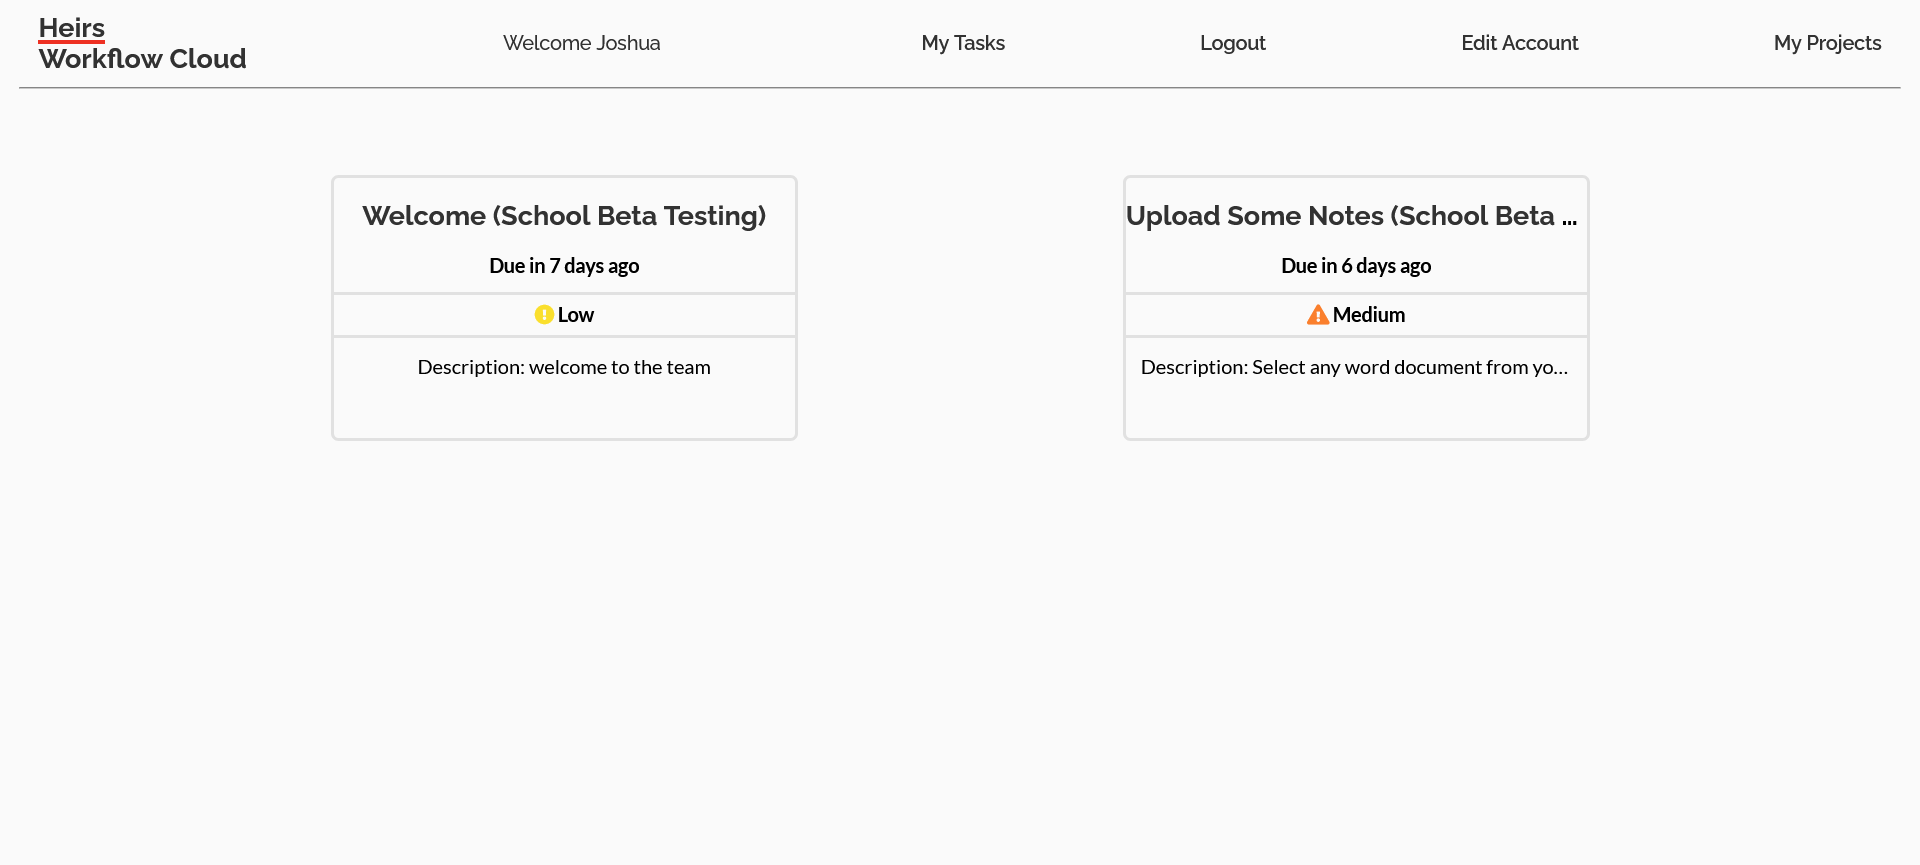 Heirs
Workflow Cloud
Welcome Joshua
My Tasks
Logout
Edit Account
My Projects
Welcome (School Beta Testing)
Due in 7 days ago
Low
Description: welcome to the team
Upload Some Notes (School Beta ...
Due in 6 days ago
Medium
Description: Select any word document from yo...